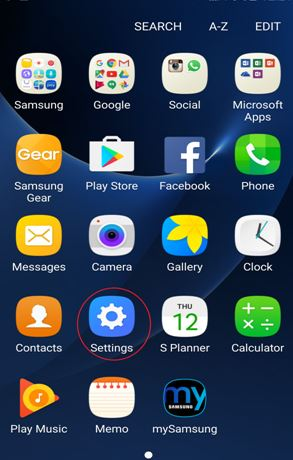 SEARCH A-Z EDIT
Samsung Google Social Microsoft Apps
Gear
Samsung Gear Play Store Facebook Phone
Messages Camera Gallery Clock
THU
12
Contacts Settings S Planner Calculator
my
SAMSUNG
Play Music Memo mySamsung